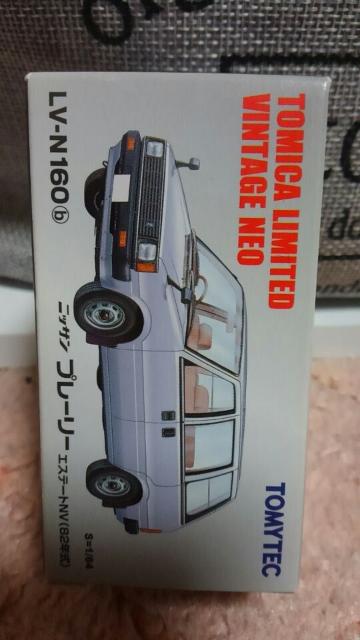 TOMICA LIMITED
VINTAGE NEO
TOMYTEC
LV-N160ⓑ
ニッサン プレーリー エステートNV(82年式)
S=1/64